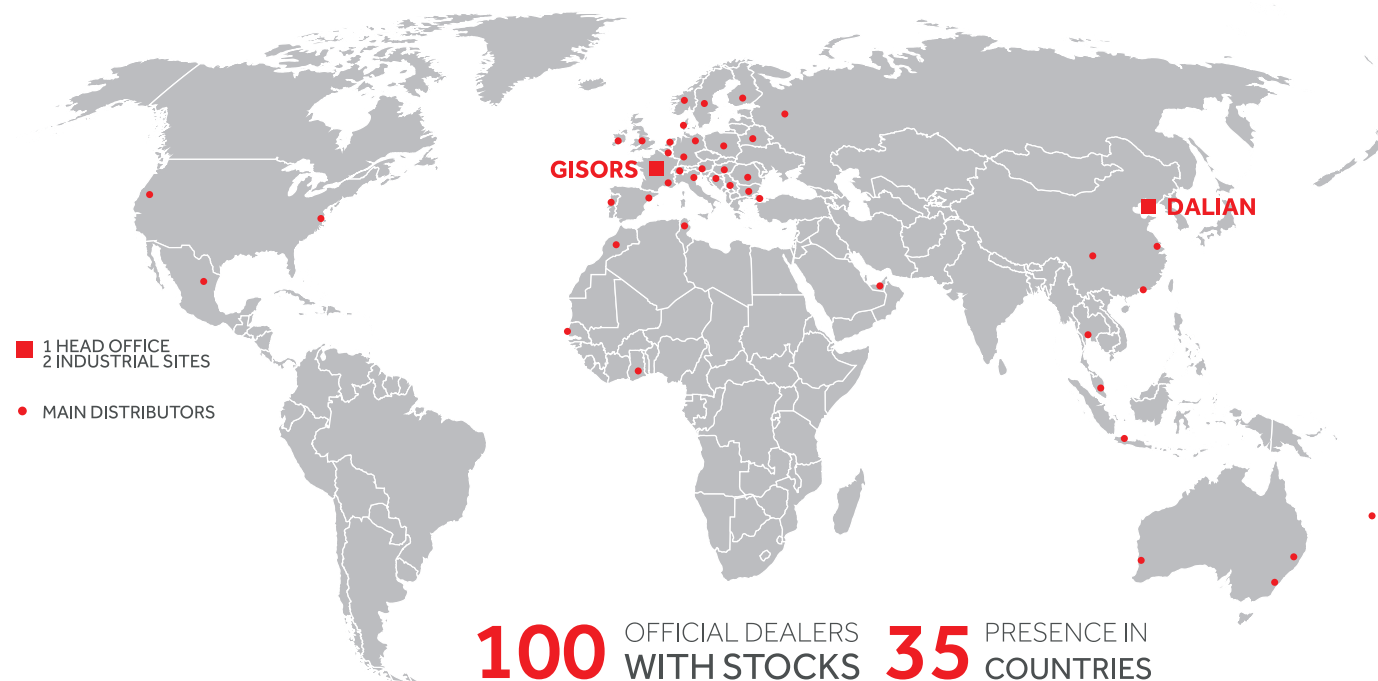 GISORS
DALIAN
1 HEAD OFFICE
2 INDUSTRIAL SITES
MAIN DISTRIBUTORS
100 OFFICIAL DEALERS
WITH STOCKS
35 PRESENCE IN
COUNTRIES